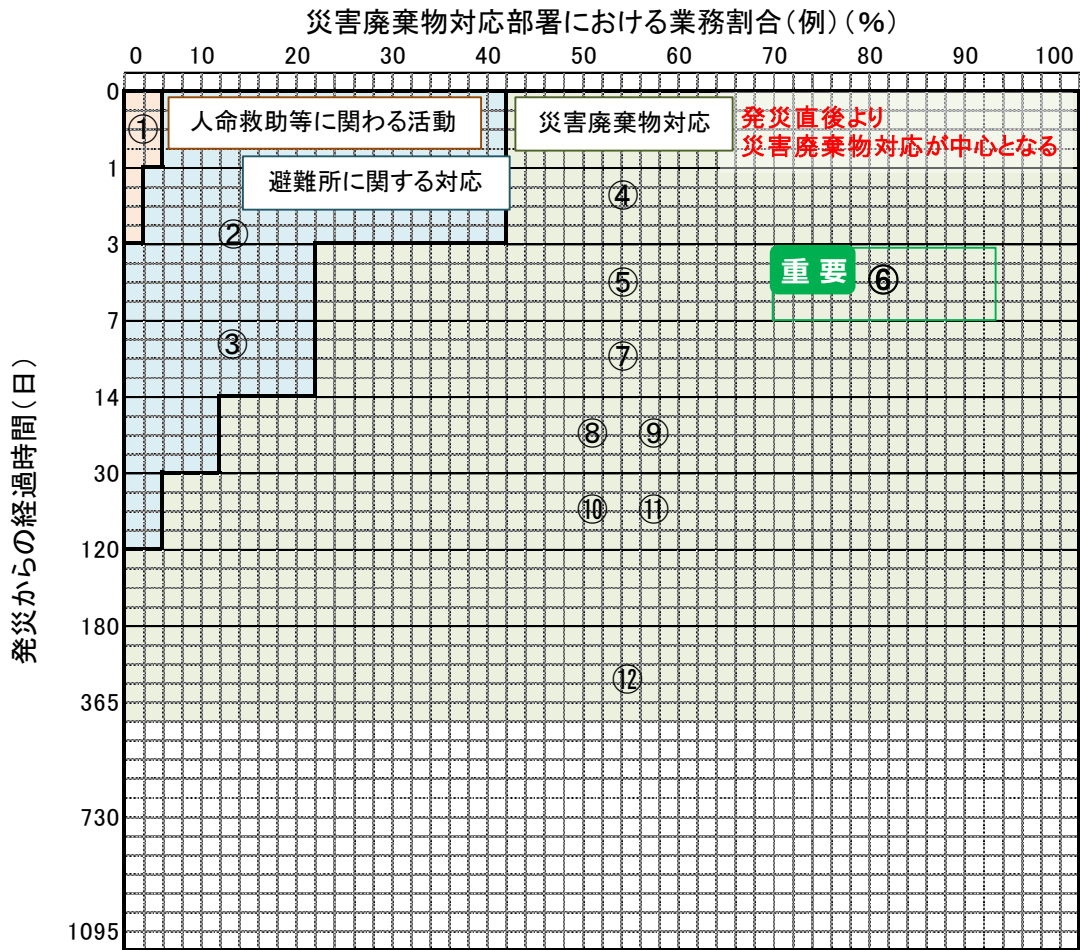 災害廃棄物対応部署における業務割合(例)(%)
0 10 20 30 40 50 60 70 80 90 100
発災からの経過時間(日)
0
1
3
7
14
30
120
180
365
730
1095
①
人命救助等に関わる活動
災害廃棄物対応
発災直後より
災害廃棄物対応が中心となる
避難所に関する対応
④
②
重要 ⑥
⑤
③
⑦
⑧ ⑨
⑩ ⑪
⑫